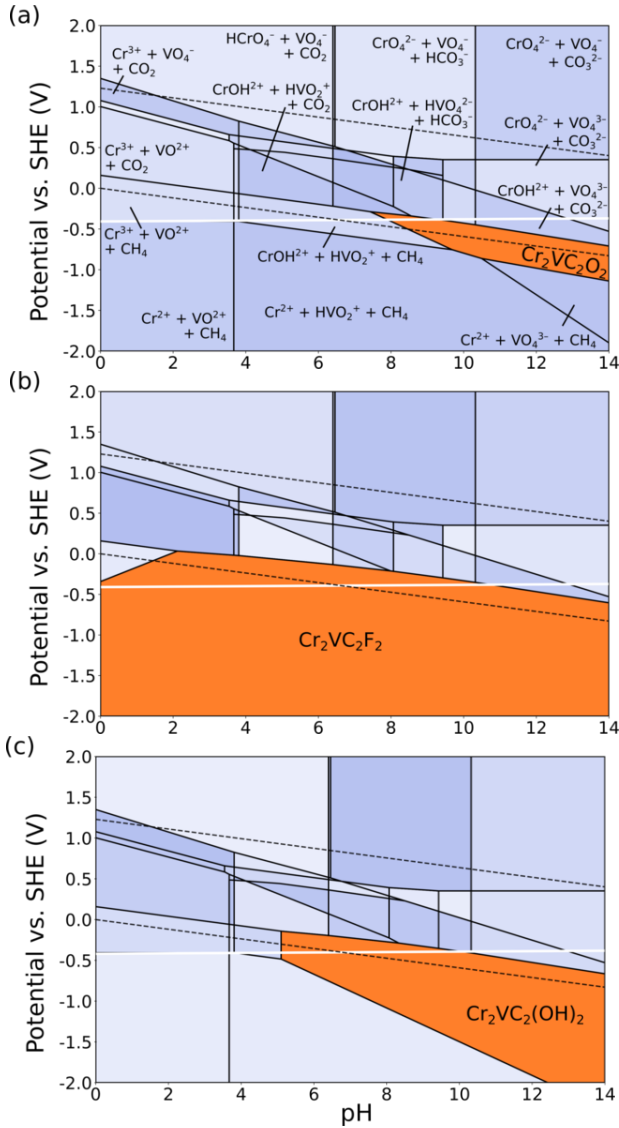 (a)
2.0
1.5
1.0
0.5
0.0
-0.5
-1.0
-1.5
-2.0
Potential vs. SHE (V)
Cr³⁺ + VO₄⁻
+ CO₂
HCrO₄⁻ + VO₄⁻
+ CO₂
CrO₄²⁻ + VO₄⁻
+ HCO₃⁻
CrO₄²⁻ + VO₄⁻
+ CO₃²⁻
CrOH²⁺ + HVO₂⁺
+ CO₂
CrOH²⁺ + HVO₄²⁻
+ HCO₃⁻
CrO₄²⁻ + VO₄³⁻
+ CO₃²⁻
Cr³⁺ + VO²⁺
+ CO₂
CrOH²⁺ + VO₄³⁻
+ CO₃²⁻
Cr³⁺ + VO²⁺
+ CH₄
CrOH²⁺ + HVO₂⁺ + CH₄
Cr₂VC₂O₂
Cr²⁺ + VO²⁺
+ CH₄
Cr²⁺ + HVO₂⁺ + CH₄
Cr²⁺ + VO₄³⁻ + CH₄
0 2 4 6 8 10 12 14
(b)
2.0
1.5
1.0
0.5
0.0
-0.5
-1.0
-1.5
-2.0
Potential vs. SHE (V)
Cr₂VC₂F₂
0 2 4 6 8 10 12 14
(c)
2.0
1.5
1.0
0.5
0.0
-0.5
-1.0
-1.5
-2.0
Potential vs. SHE (V)
Cr₂VC₂(OH)₂
0 2 4 6 8 10 12 14
pH